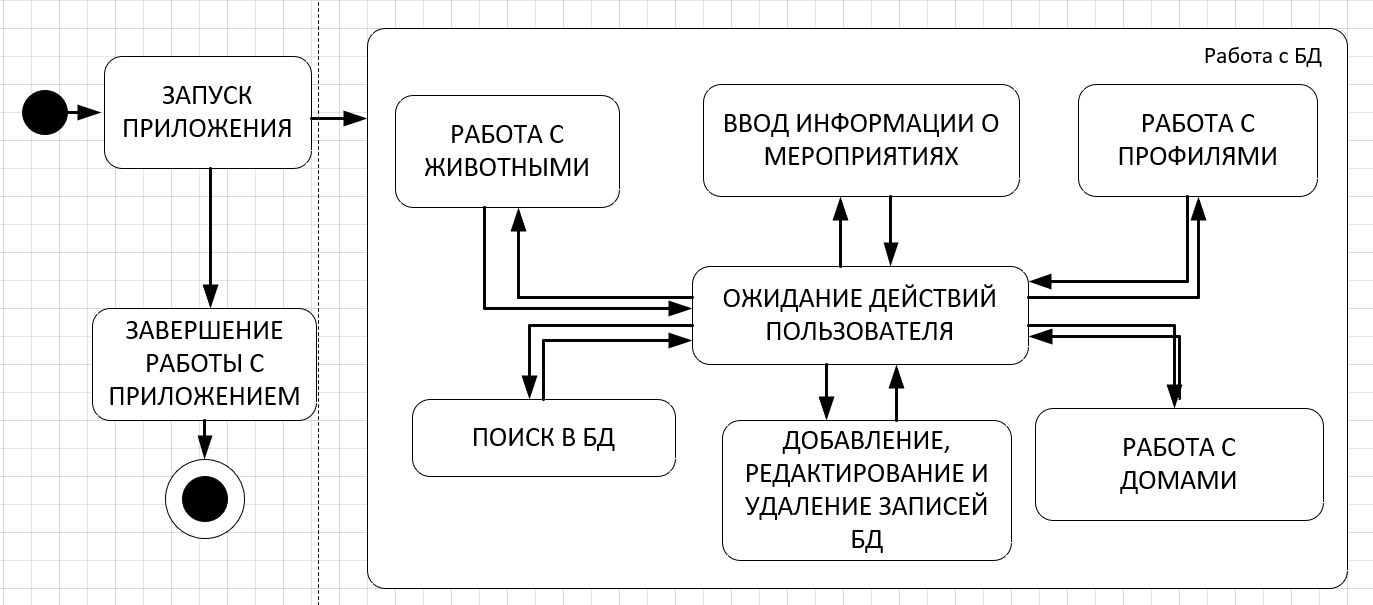 Работа с БД
ЗАПУСК
ПРИЛОЖЕНИЯ
РАБОТА С
ЖИВОТНЫМИ
ВВОД ИНФОРМАЦИИ О
МЕРОПРИЯТИЯХ
РАБОТА С
ПРОФИЛЯМИ
ОЖИДАНИЕ ДЕЙСТВИЙ
ПОЛЬЗОВАТЕЛЯ
ЗАВЕРШЕНИЕ
РАБОТЫ С
ПРИЛОЖЕНИЕМ
ПОИСК В БД
ДОБАВЛЕНИЕ,
РЕДАКТИРОВАНИЕ И
УДАЛЕНИЕ ЗАПИСЕЙ
БД
РАБОТА С
ДОМАМИ